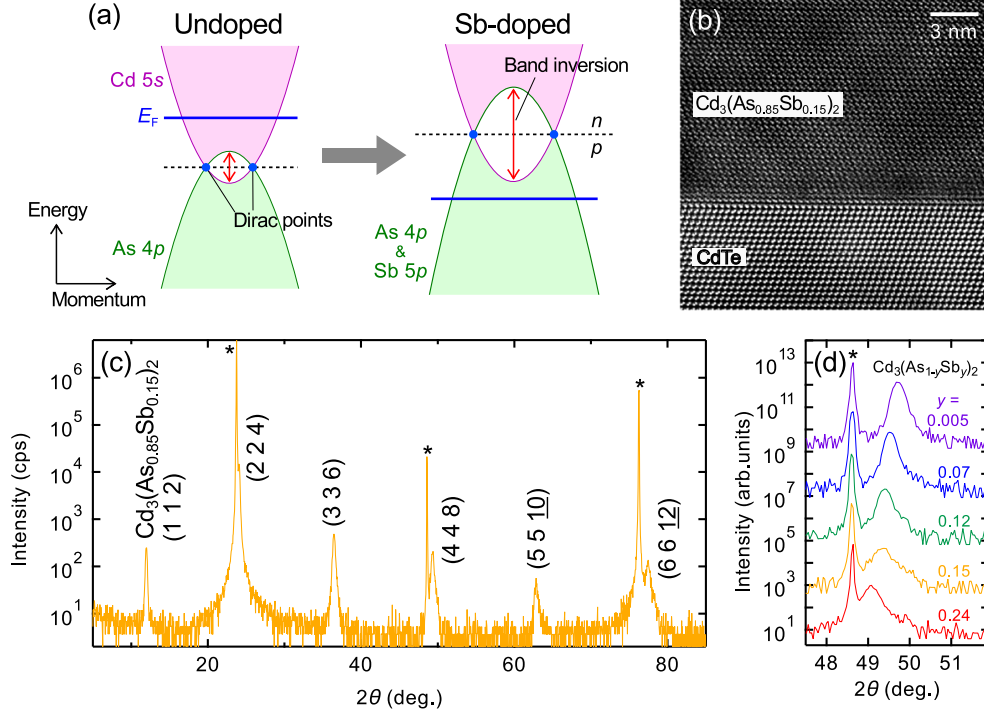 (a)
Undoped
Sb-doped
Cd 5s
E_F
Band inversion
n
p
Dirac points
Energy
As 4p
Momentum
As 4p
&
Sb 5p
(b)
3 nm
Cd3(As0.85Sb0.15)2
CdTe
(c)
Intensity (cps)
10^6
10^5
10^4
10^3
10^2
10^1
Cd3(As0.85Sb0.15)2
(1 1 2)
*
(2 2 4)
(3 3 6)
*
(4 4 8)
(5 5 10)
*
(6 6 12)
20
40
60
80
2θ (deg.)
(d)
Intensity (arb.units)
10^13
10^11
10^9
10^7
10^5
10^3
10^1
*
Cd3(As1-ySby)2
y =
0.005
0.07
0.12
0.15
0.24
48
49
50
51
2θ (deg.)